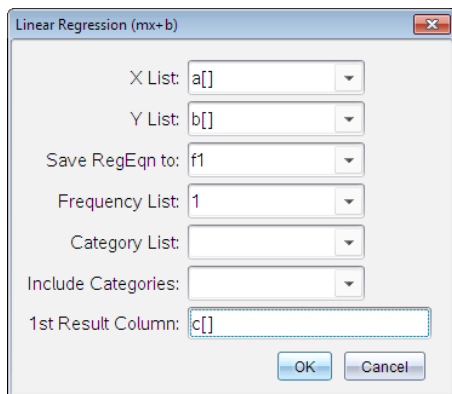 Linear Regression (mx+b)
X List: a[]
Y List: b[]
Save RegEqn to: f1
Frequency List: 1
Category List:
Include Categories:
1st Result Column: c[]
OK Cancel